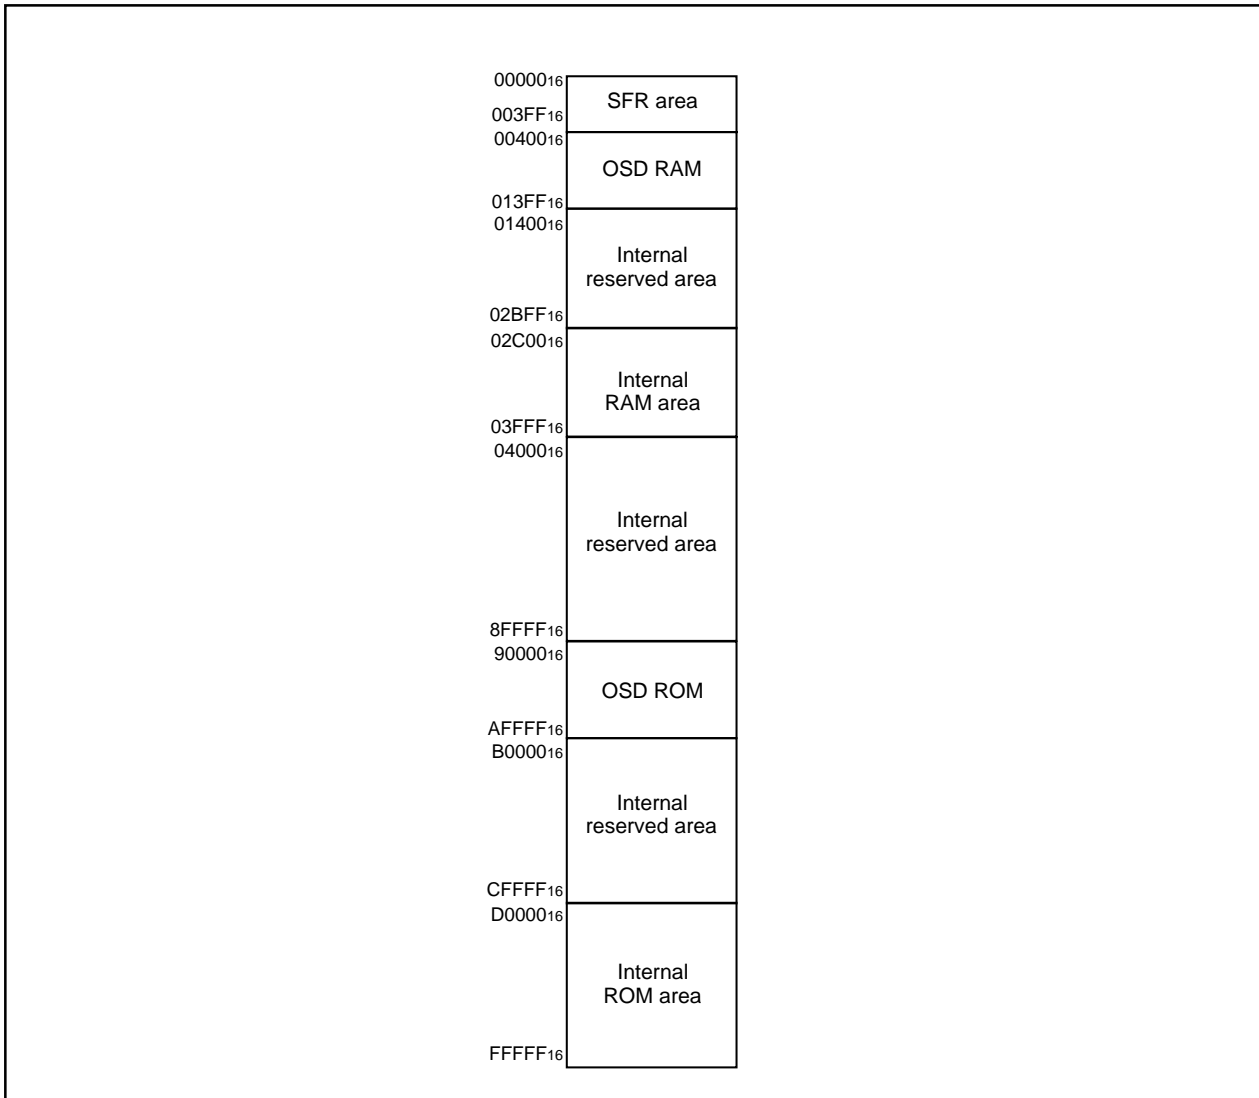 00000₁₆
SFR area
003FF₁₆
00400₁₆
OSD RAM
013FF₁₆
01400₁₆
Internal
reserved area
02BFF₁₆
02C00₁₆
Internal
RAM area
03FFF₁₆
04000₁₆
Internal
reserved area
8FFFF₁₆
90000₁₆
OSD ROM
AFFFF₁₆
B0000₁₆
Internal
reserved area
CFFFF₁₆
D0000₁₆
Internal
ROM area
FFFFF₁₆